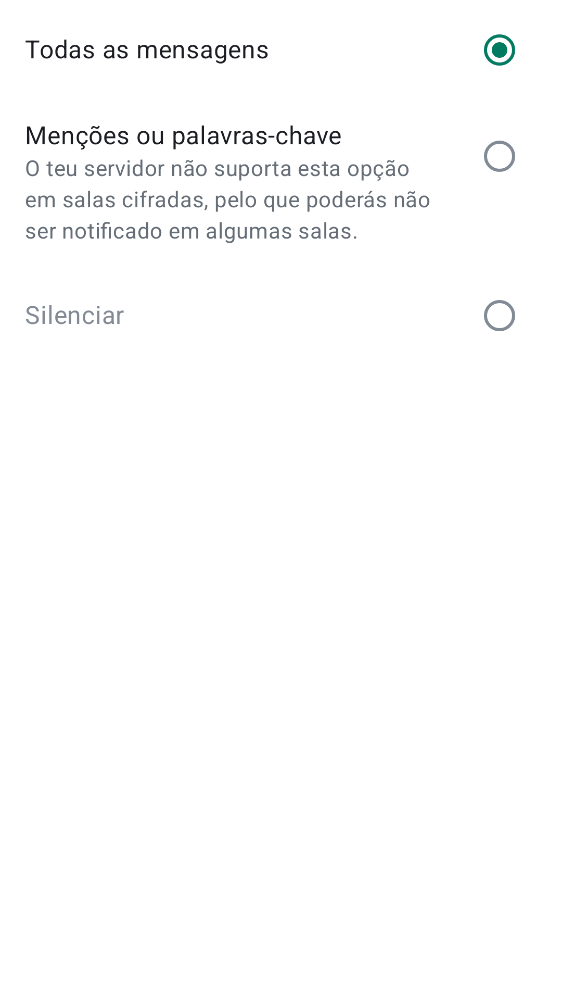 Todas as mensagens
Menções ou palavras-chave
O teu servidor não suporta esta opção
em salas cifradas, pelo que poderás não
ser notificado em algumas salas.
Silenciar